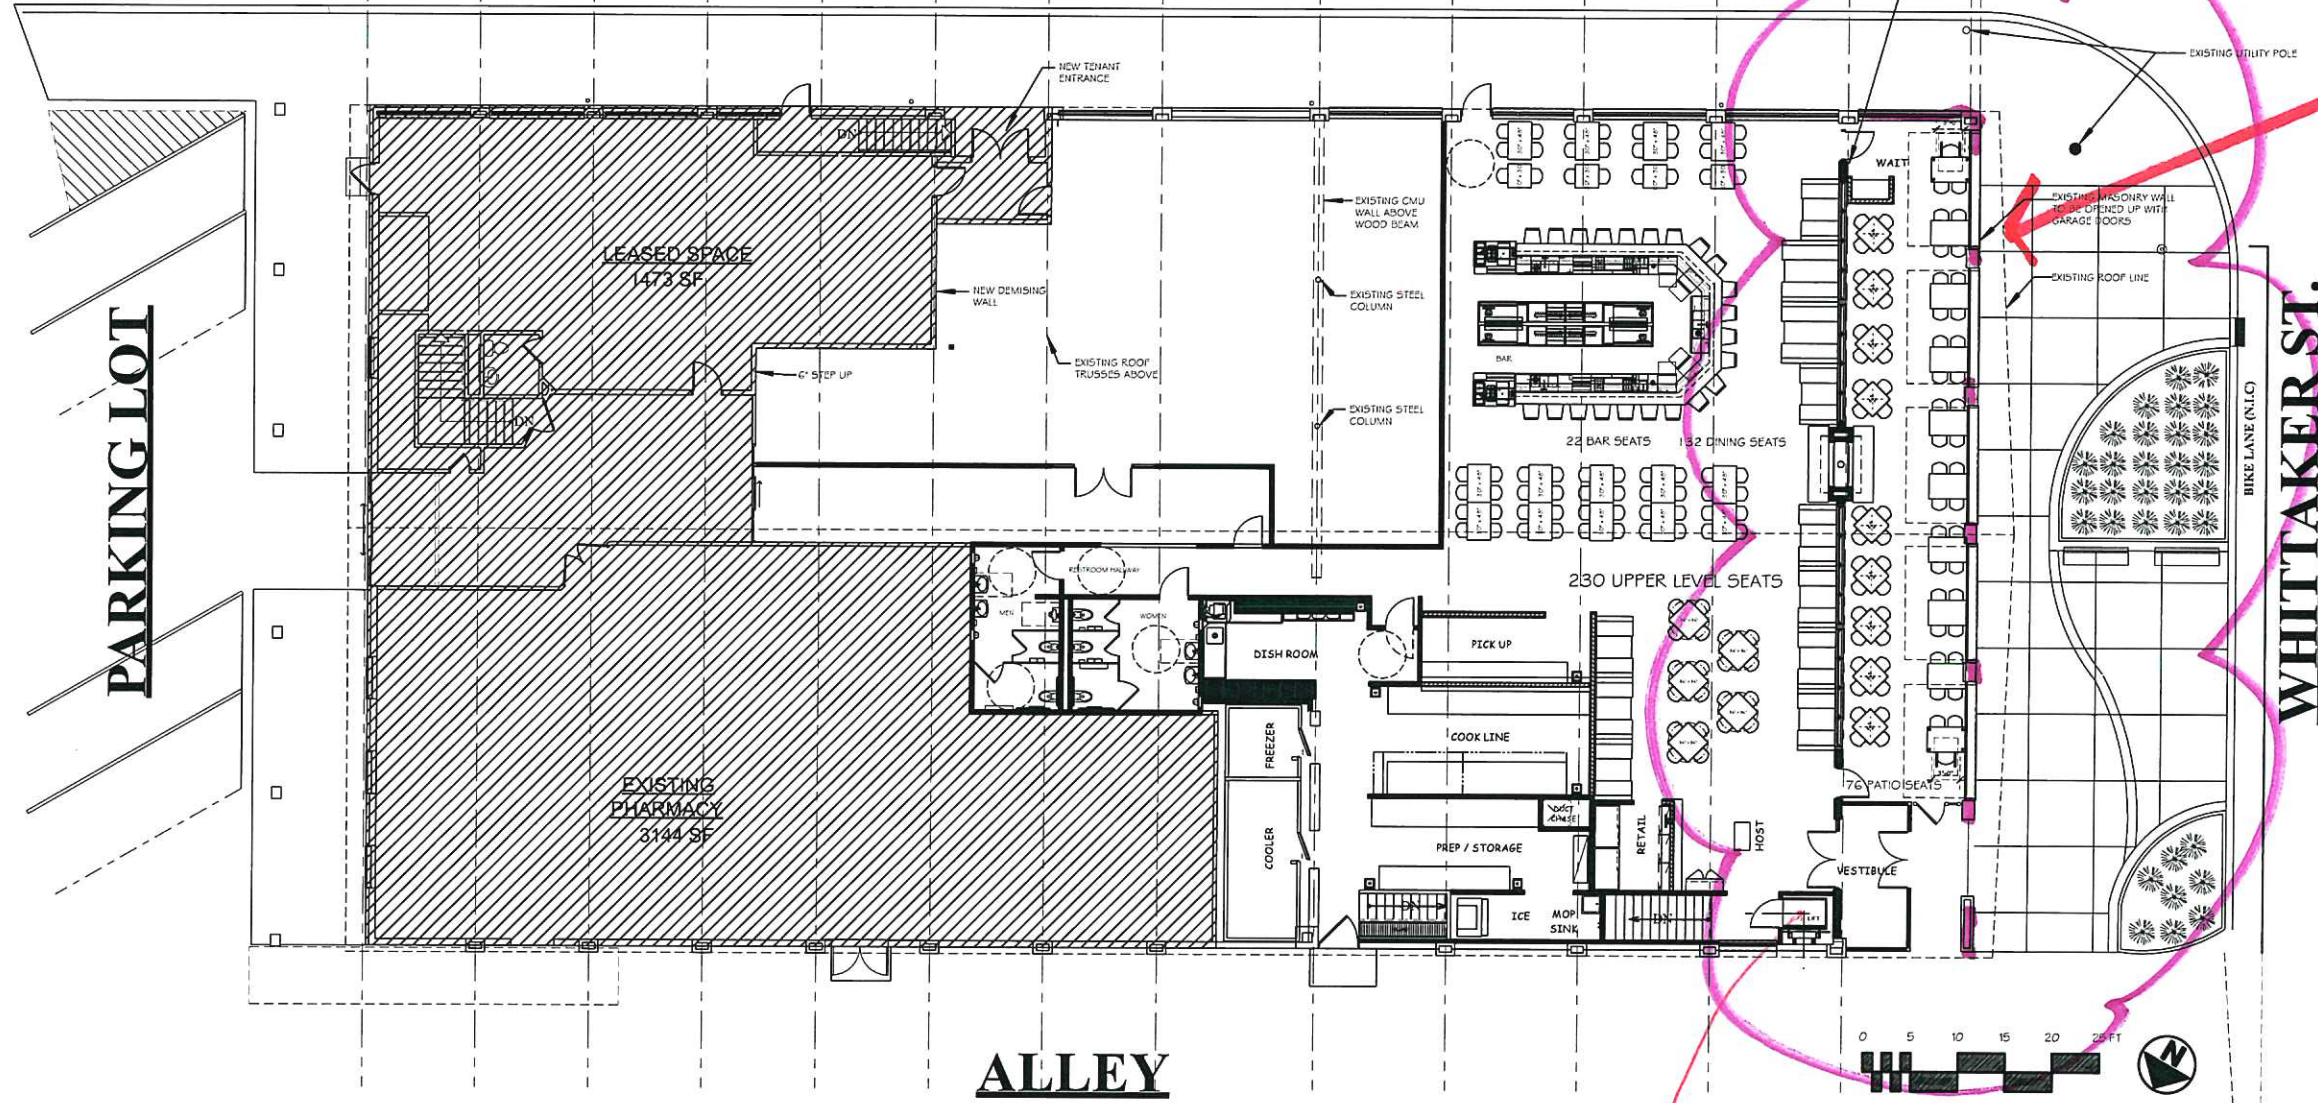 EXISTING UTILITY POLE
NEW TENANT
ENTRANCE
DN
WAIT
EXISTING CMU
WALL ABOVE
WOOD BEAM
EXISTING MASONRY WALL
TO BE OPENED UP WITH
GARAGE DOORS
LEASED SPACE
1473 SF
NEW DEMISING
WALL
EXISTING STEEL
COLUMN
EXISTING ROOF LINE
PARKING LOT
WHITTAKER ST.
BIKE LANE (N.I.C)
6" STEP UP
EXISTING ROOF
TRUSSES ABOVE
BAR
EXISTING STEEL
COLUMN
DN
22 BAR SEATS
132 DINING SEATS
RESTROOM HALLWAY
230 UPPER LEVEL SEATS
MEN
WOMEN
DISH ROOM
PICK UP
FREEZER
COOK LINE
EXISTING
PHARMACY
3144 SF
76 PATIO SEATS
DUCT
CHASE
COOLER
PREP / STORAGE
RETAIL
HOST
VESTIBULE
DN
ICE
MOP
SINK
DN
LIFT
0 5 10 15 20 25 FT
N
ALLEY